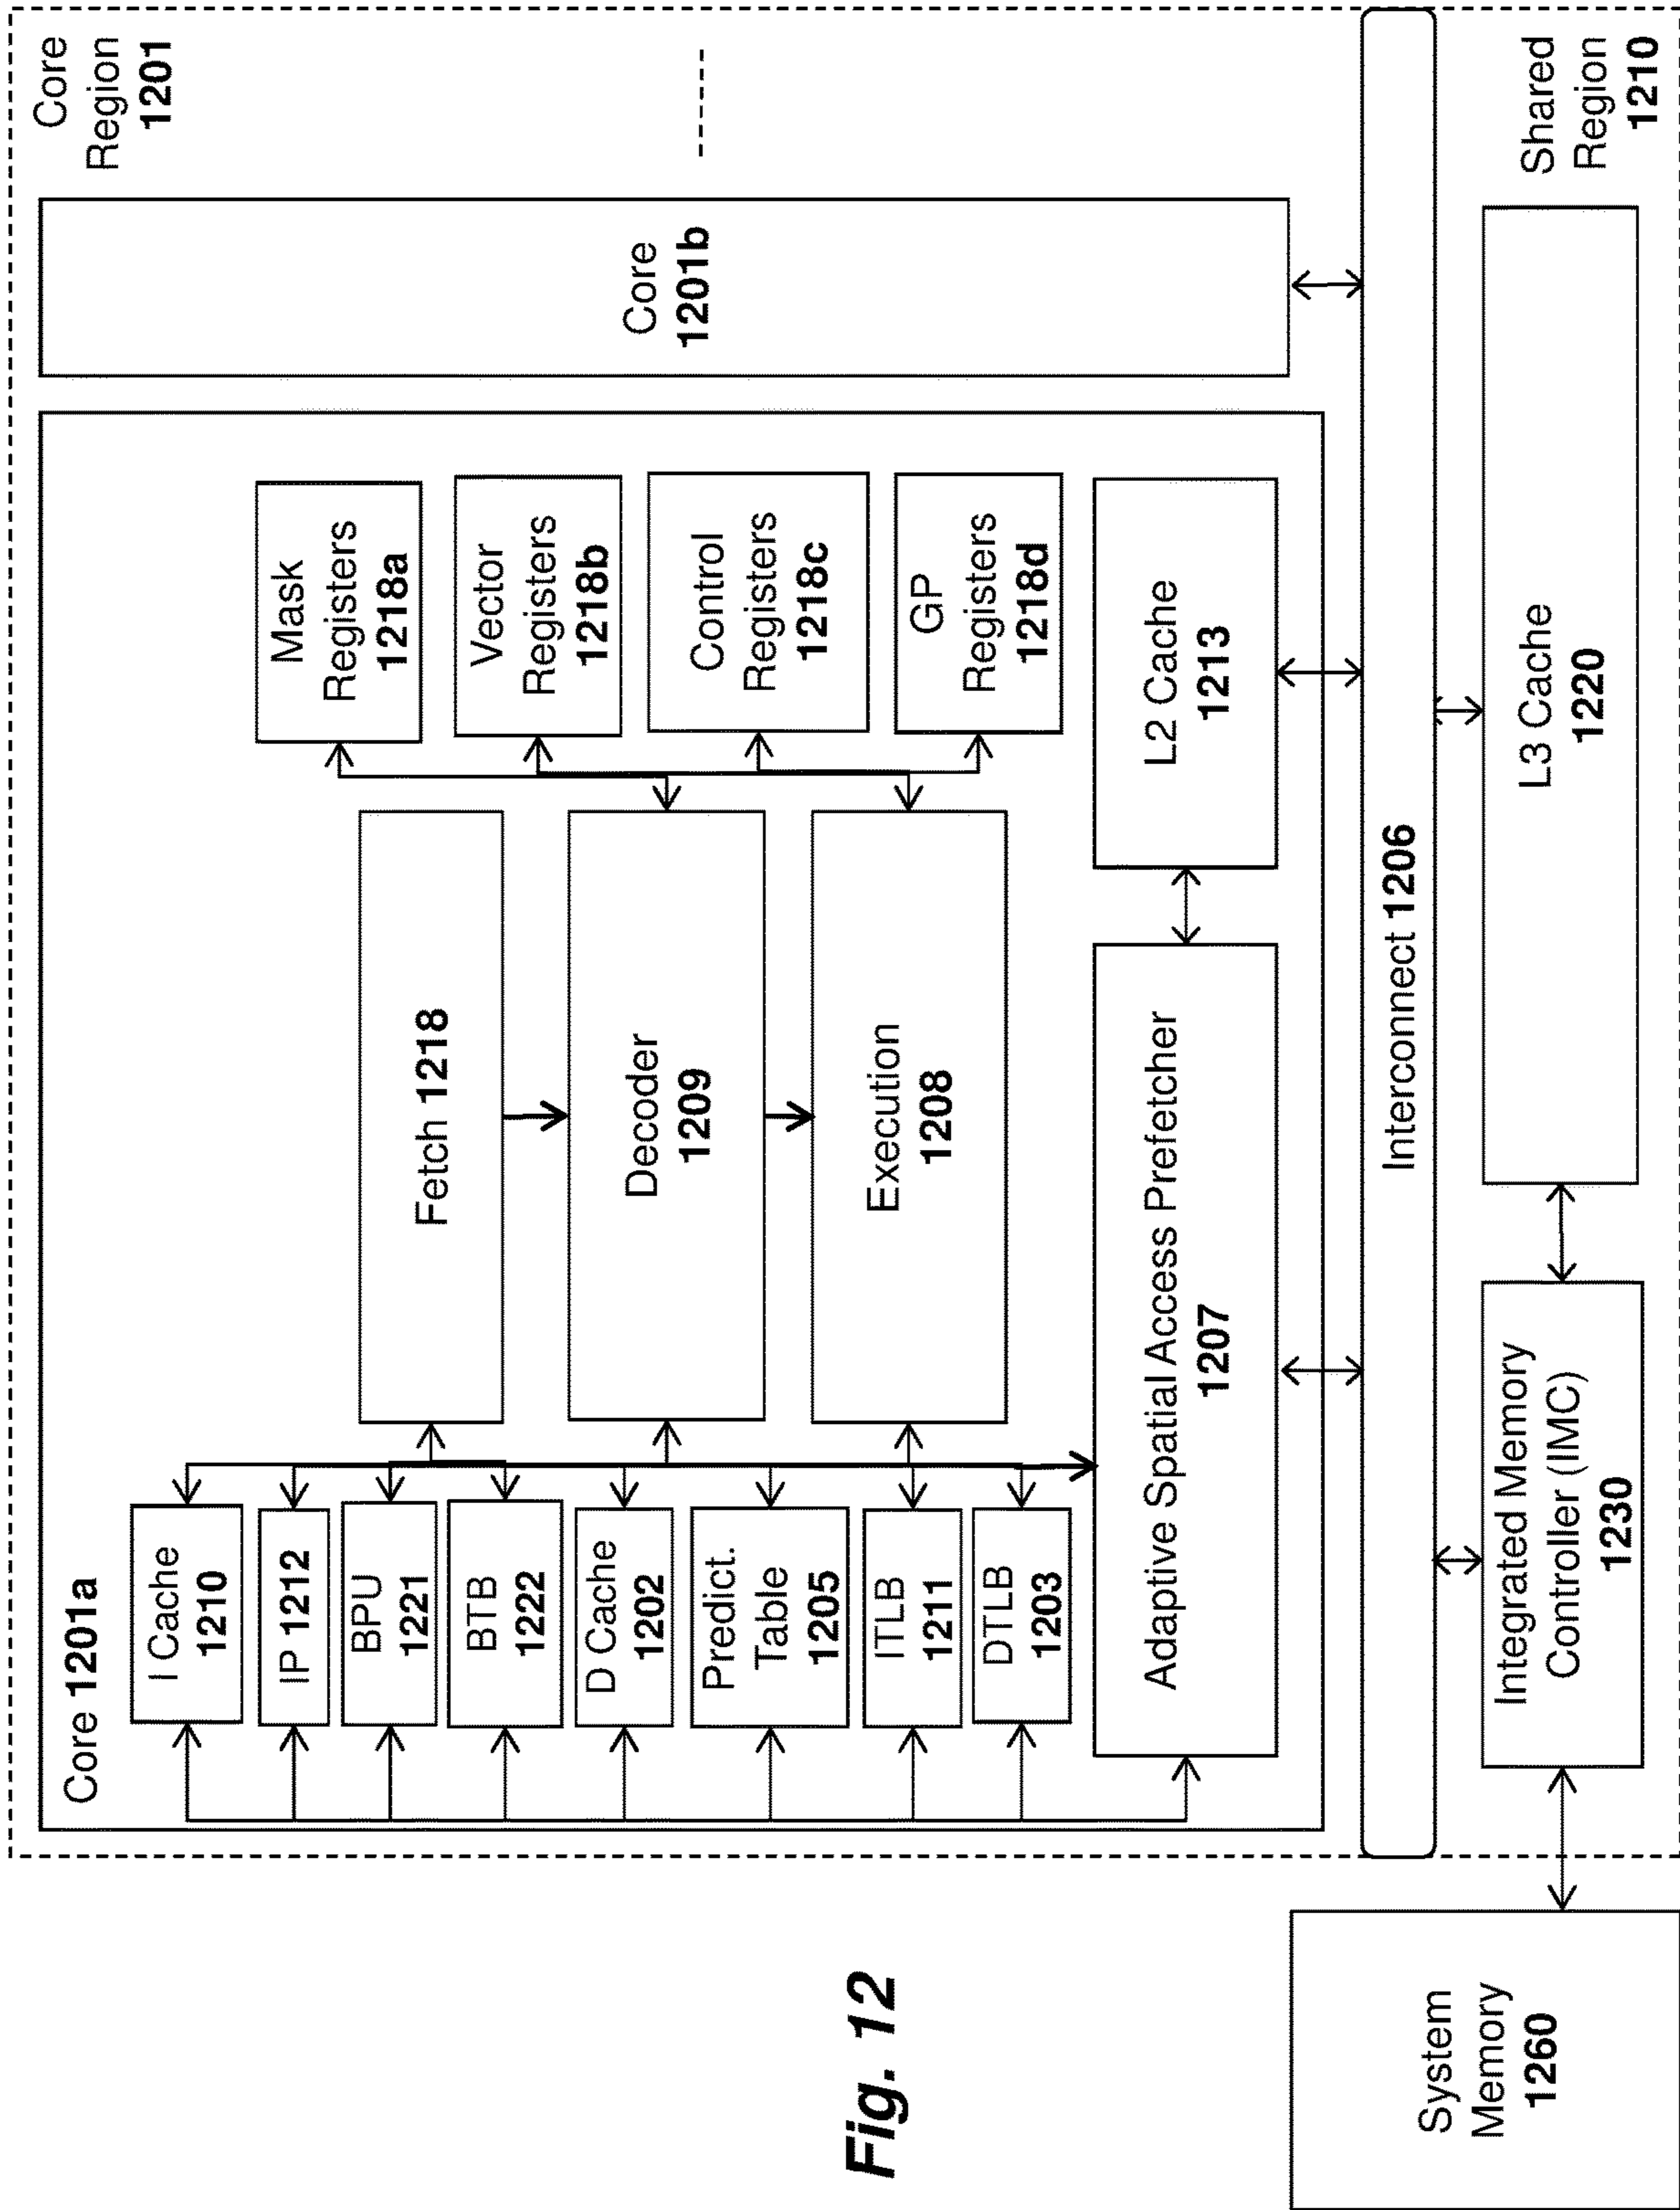 Core
Region
1201
Core 1201a
I Cache
1210
IP 1212
BPU
1221
BTB
1222
D Cache
1202
Predict.
Table
1205
ITLB
1211
DTLB
1203
Fetch 1218
Decoder
1209
Execution
1208
Mask
Registers
1218a
Vector
Registers
1218b
Control
Registers
1218c
GP
Registers
1218d
Adaptive Spatial Access Prefetcher
1207
L2 Cache
1213
Core
1201b
Interconnect 1206
Integrated Memory
Controller (IMC)
1230
L3 Cache
1220
Shared
Region
1210
System
Memory
1260
Fig. 12